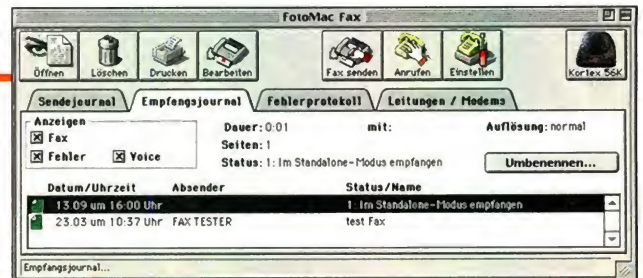 FotoMac Fax
Öffnen Löschen Drucken Bearbeiten Fax senden Anrufen Einstellen Kortex 56K
Sendejournal Empfangsjournal Fehlerprotokoll Leitungen / Modems
Anzeigen
Fax
Fehler Voice
Dauer: 0:01 mit: Auflösung: normal
Seiten: 1
Status: 1: Im Standalone-Modus empfangen
Umbenennen...
Datum/Uhrzeit Absender Status/Name
13.09 um 16:00 Uhr 1: Im Standalone-Modus empfangen
23.03 um 10:37 Uhr FAX TESTER test Fax
Empfangsjournal...